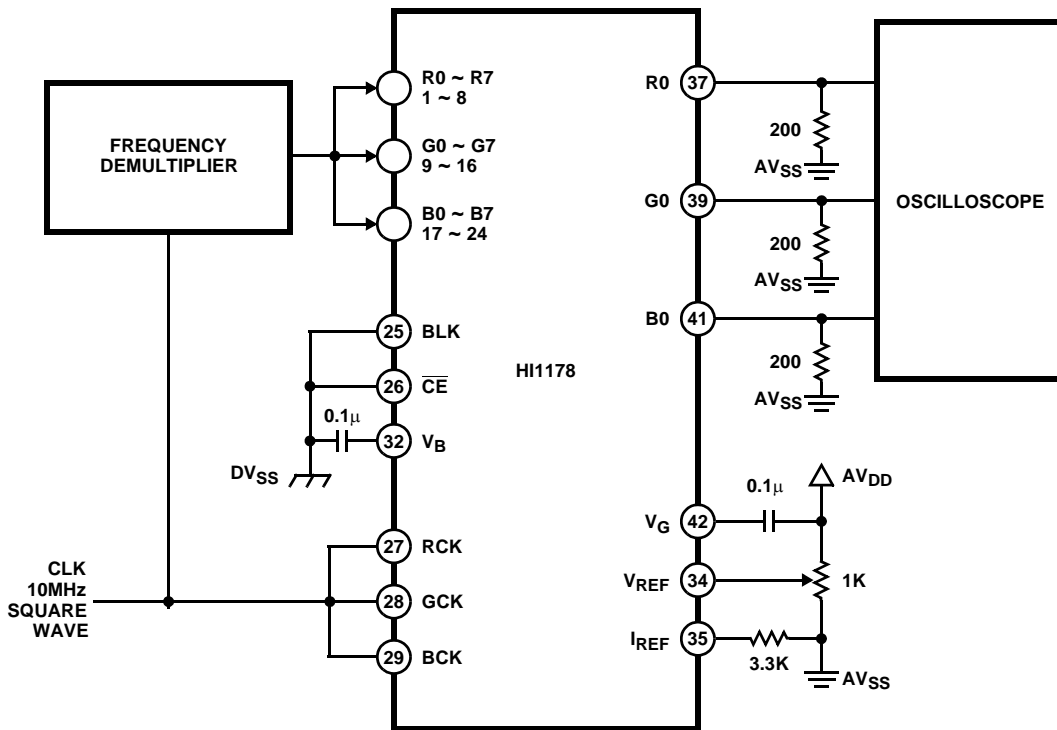 FREQUENCY
DEMULTIPLIER
R0 ~ R7
1 ~ 8
G0 ~ G7
9 ~ 16
B0 ~ B7
17 ~ 24
25
BLK
26
CE
0.1μ
32
VB
DVSS
CLK
10MHz
SQUARE
WAVE
27
RCK
28
GCK
29
BCK
HI1178
R0
37
200
AVSS
G0
39
200
AVSS
B0
41
200
AVSS
OSCILLOSCOPE
AVDD
0.1μ
VG
42
VREF
34
1K
IREF
35
3.3K
AVSS